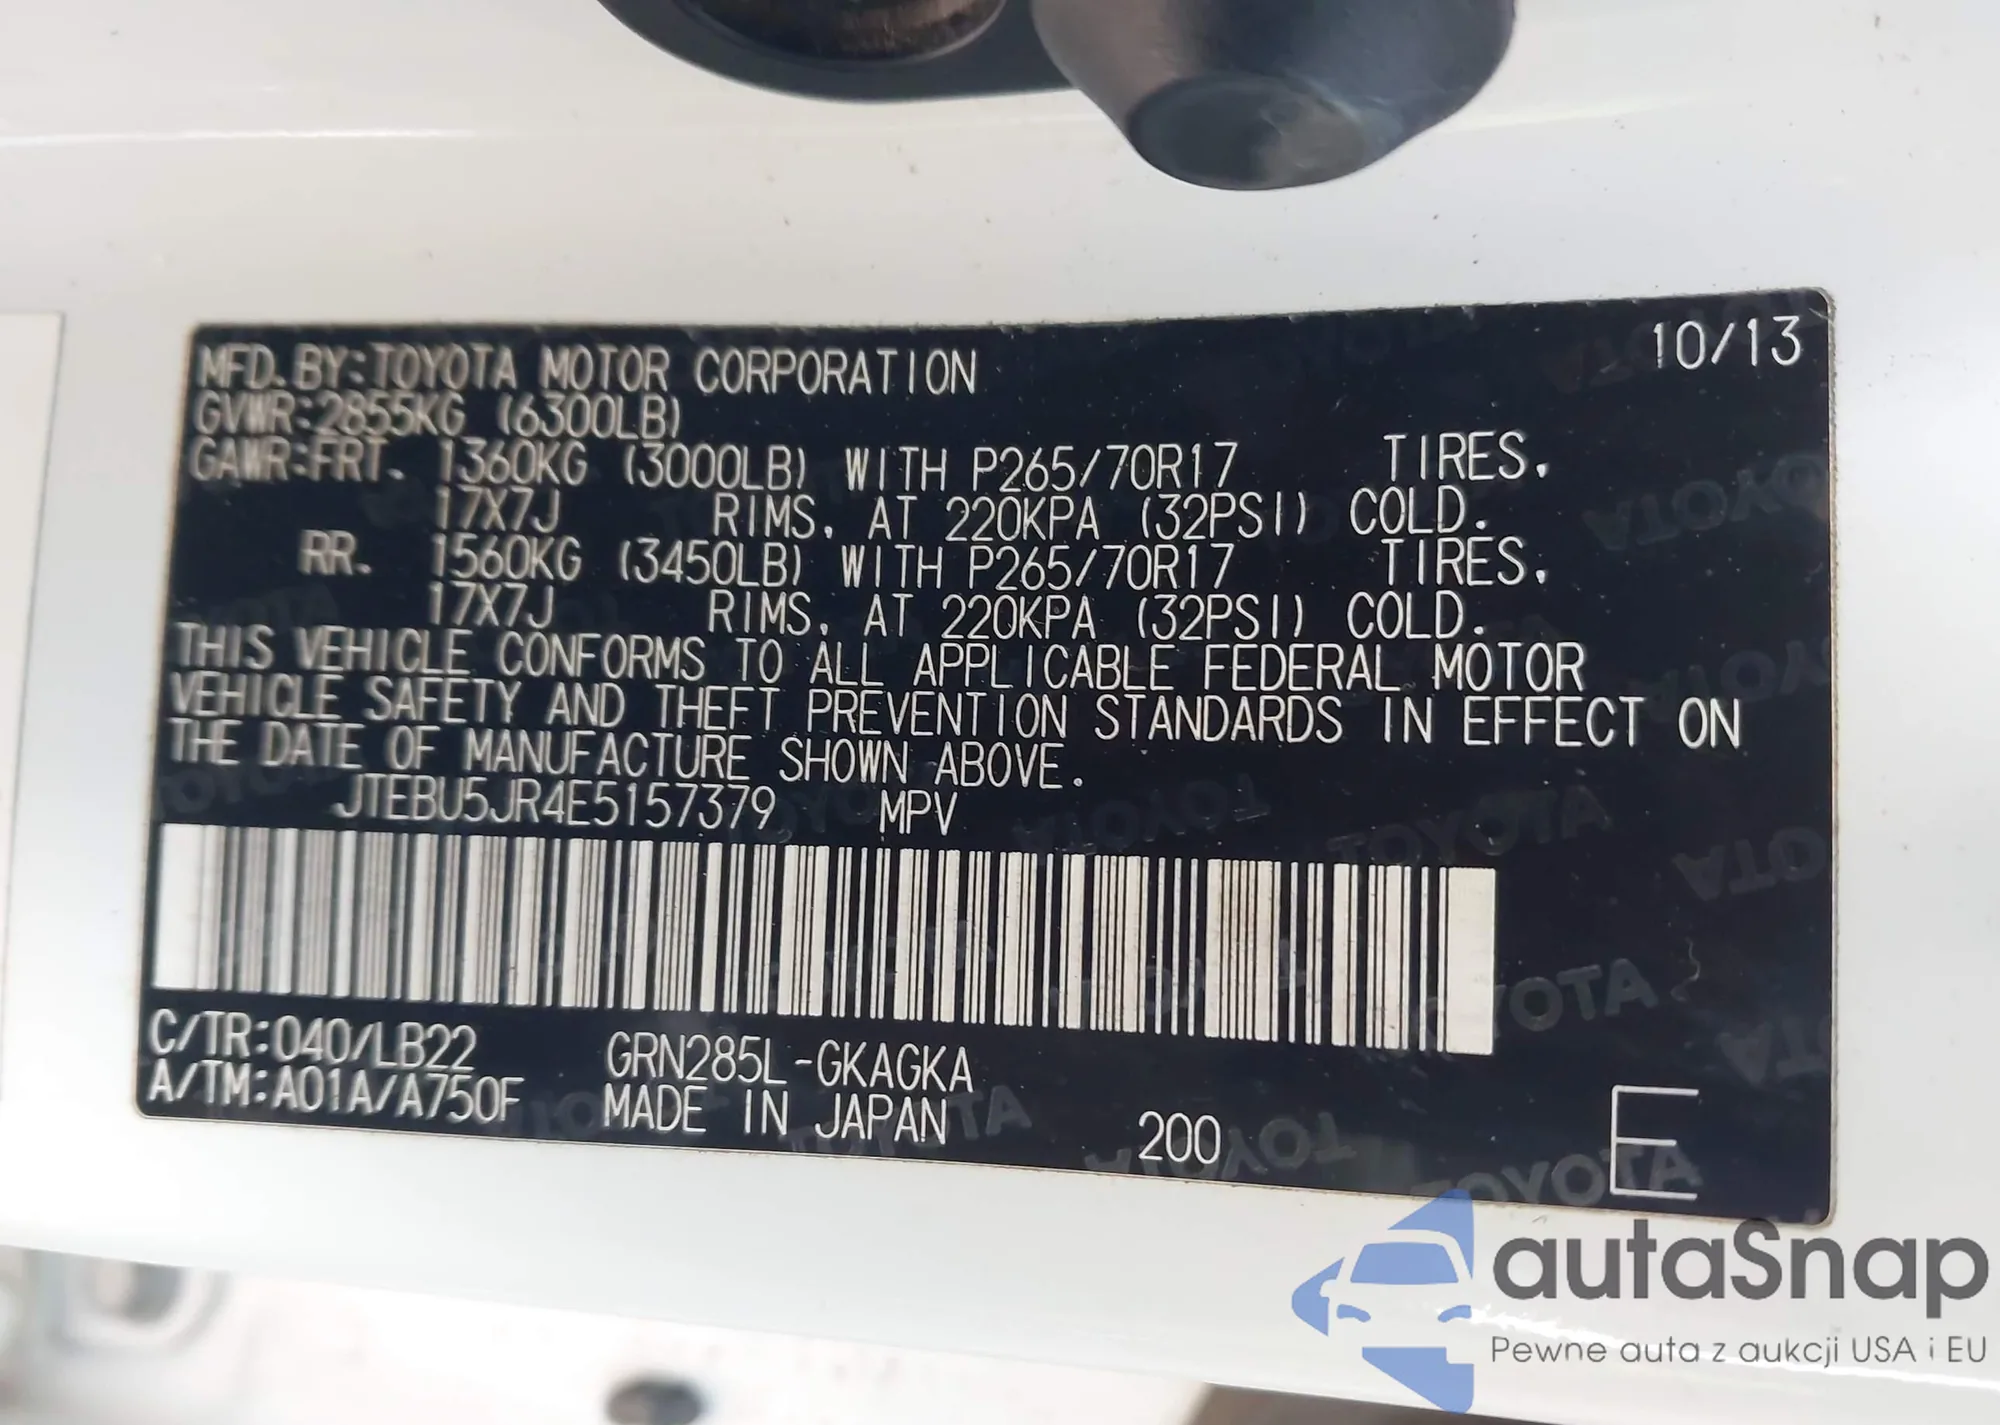 10/13
MFD. BY:TOYOTA MOTOR CORPORATION
GVWR:2855KG (6300LB)
GAWR:FRT. 1360KG (3000LB) WITH P265/70R17 TIRES.
17X7J RIMS, AT 220KPA (32PSI) COLD.
RR. 1560KG (3450LB) WITH P265/70R17 TIRES.
17X7J RIMS, AT 220KPA (32PSI) COLD.
THIS VEHICLE CONFORMS TO ALL APPLICABLE FEDERAL MOTOR
VEHICLE SAFETY AND THEFT PREVENTION STANDARDS IN EFFECT ON
THE DATE OF MANUFACTURE SHOWN ABOVE.
JTEBU5JR4E5157379 MPV
C/TR:040/LB22 GRN285L-GKAGKA
A/TM:A01A/A750F MADE IN JAPAN 200 E
autaSnap
Pewne auta z aukcji USA i EU